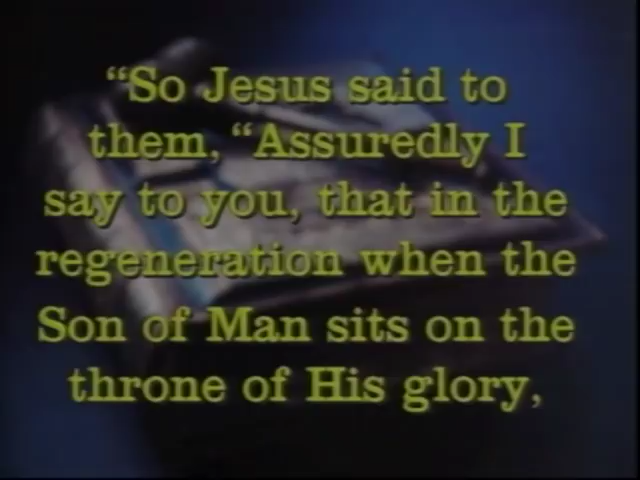 “So Jesus said to
them, “Assuredly I
say to you, that in the
regeneration when the
Son of Man sits on the
throne of His glory,